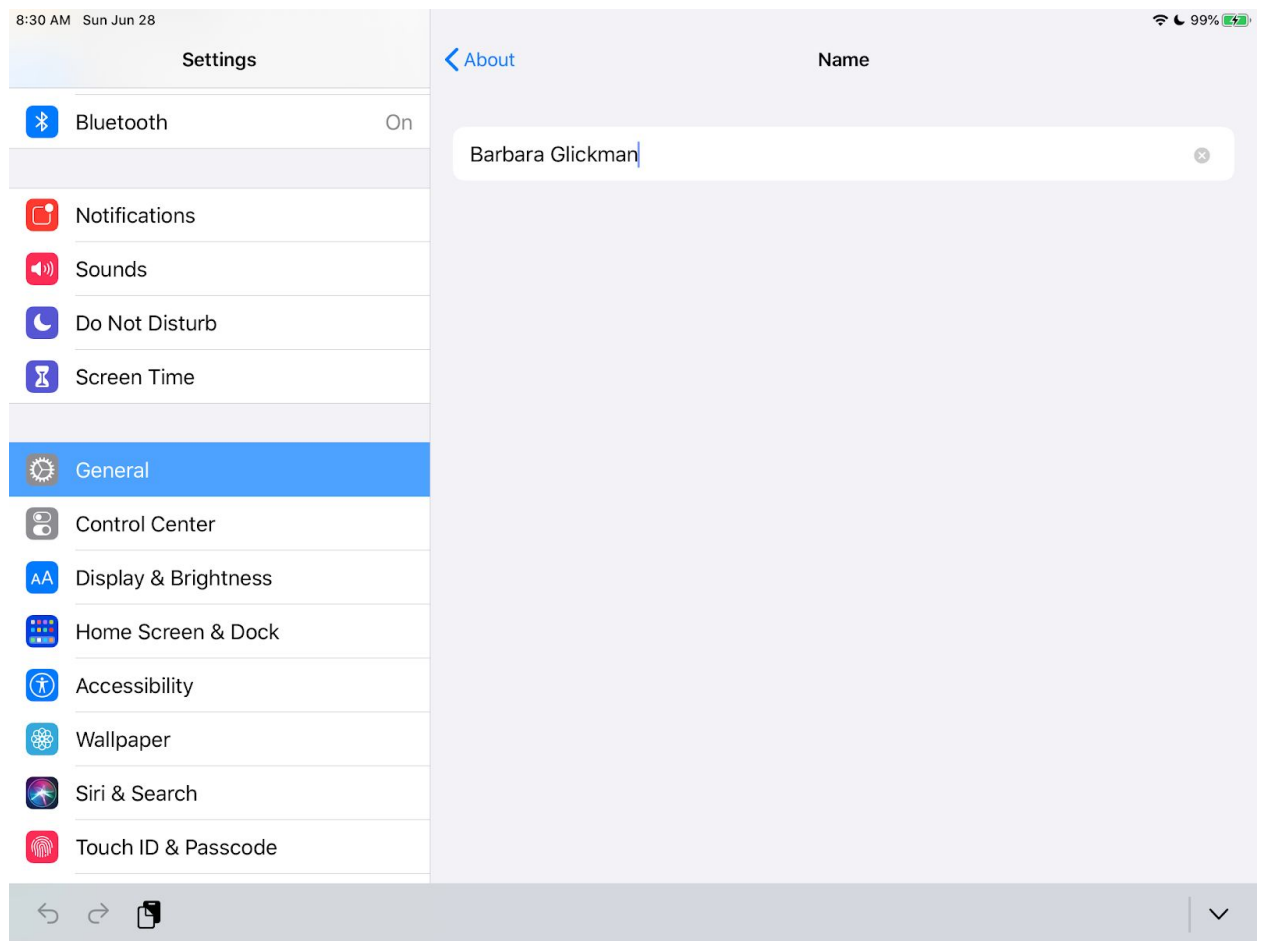 8:30 AM Sun Jun 28
99%
Settings
Bluetooth On
Notifications
Sounds
Do Not Disturb
Screen Time
General
Control Center
AA Display & Brightness
Home Screen & Dock
Accessibility
Wallpaper
Siri & Search
Touch ID & Passcode
About
Name
Barbara Glickman